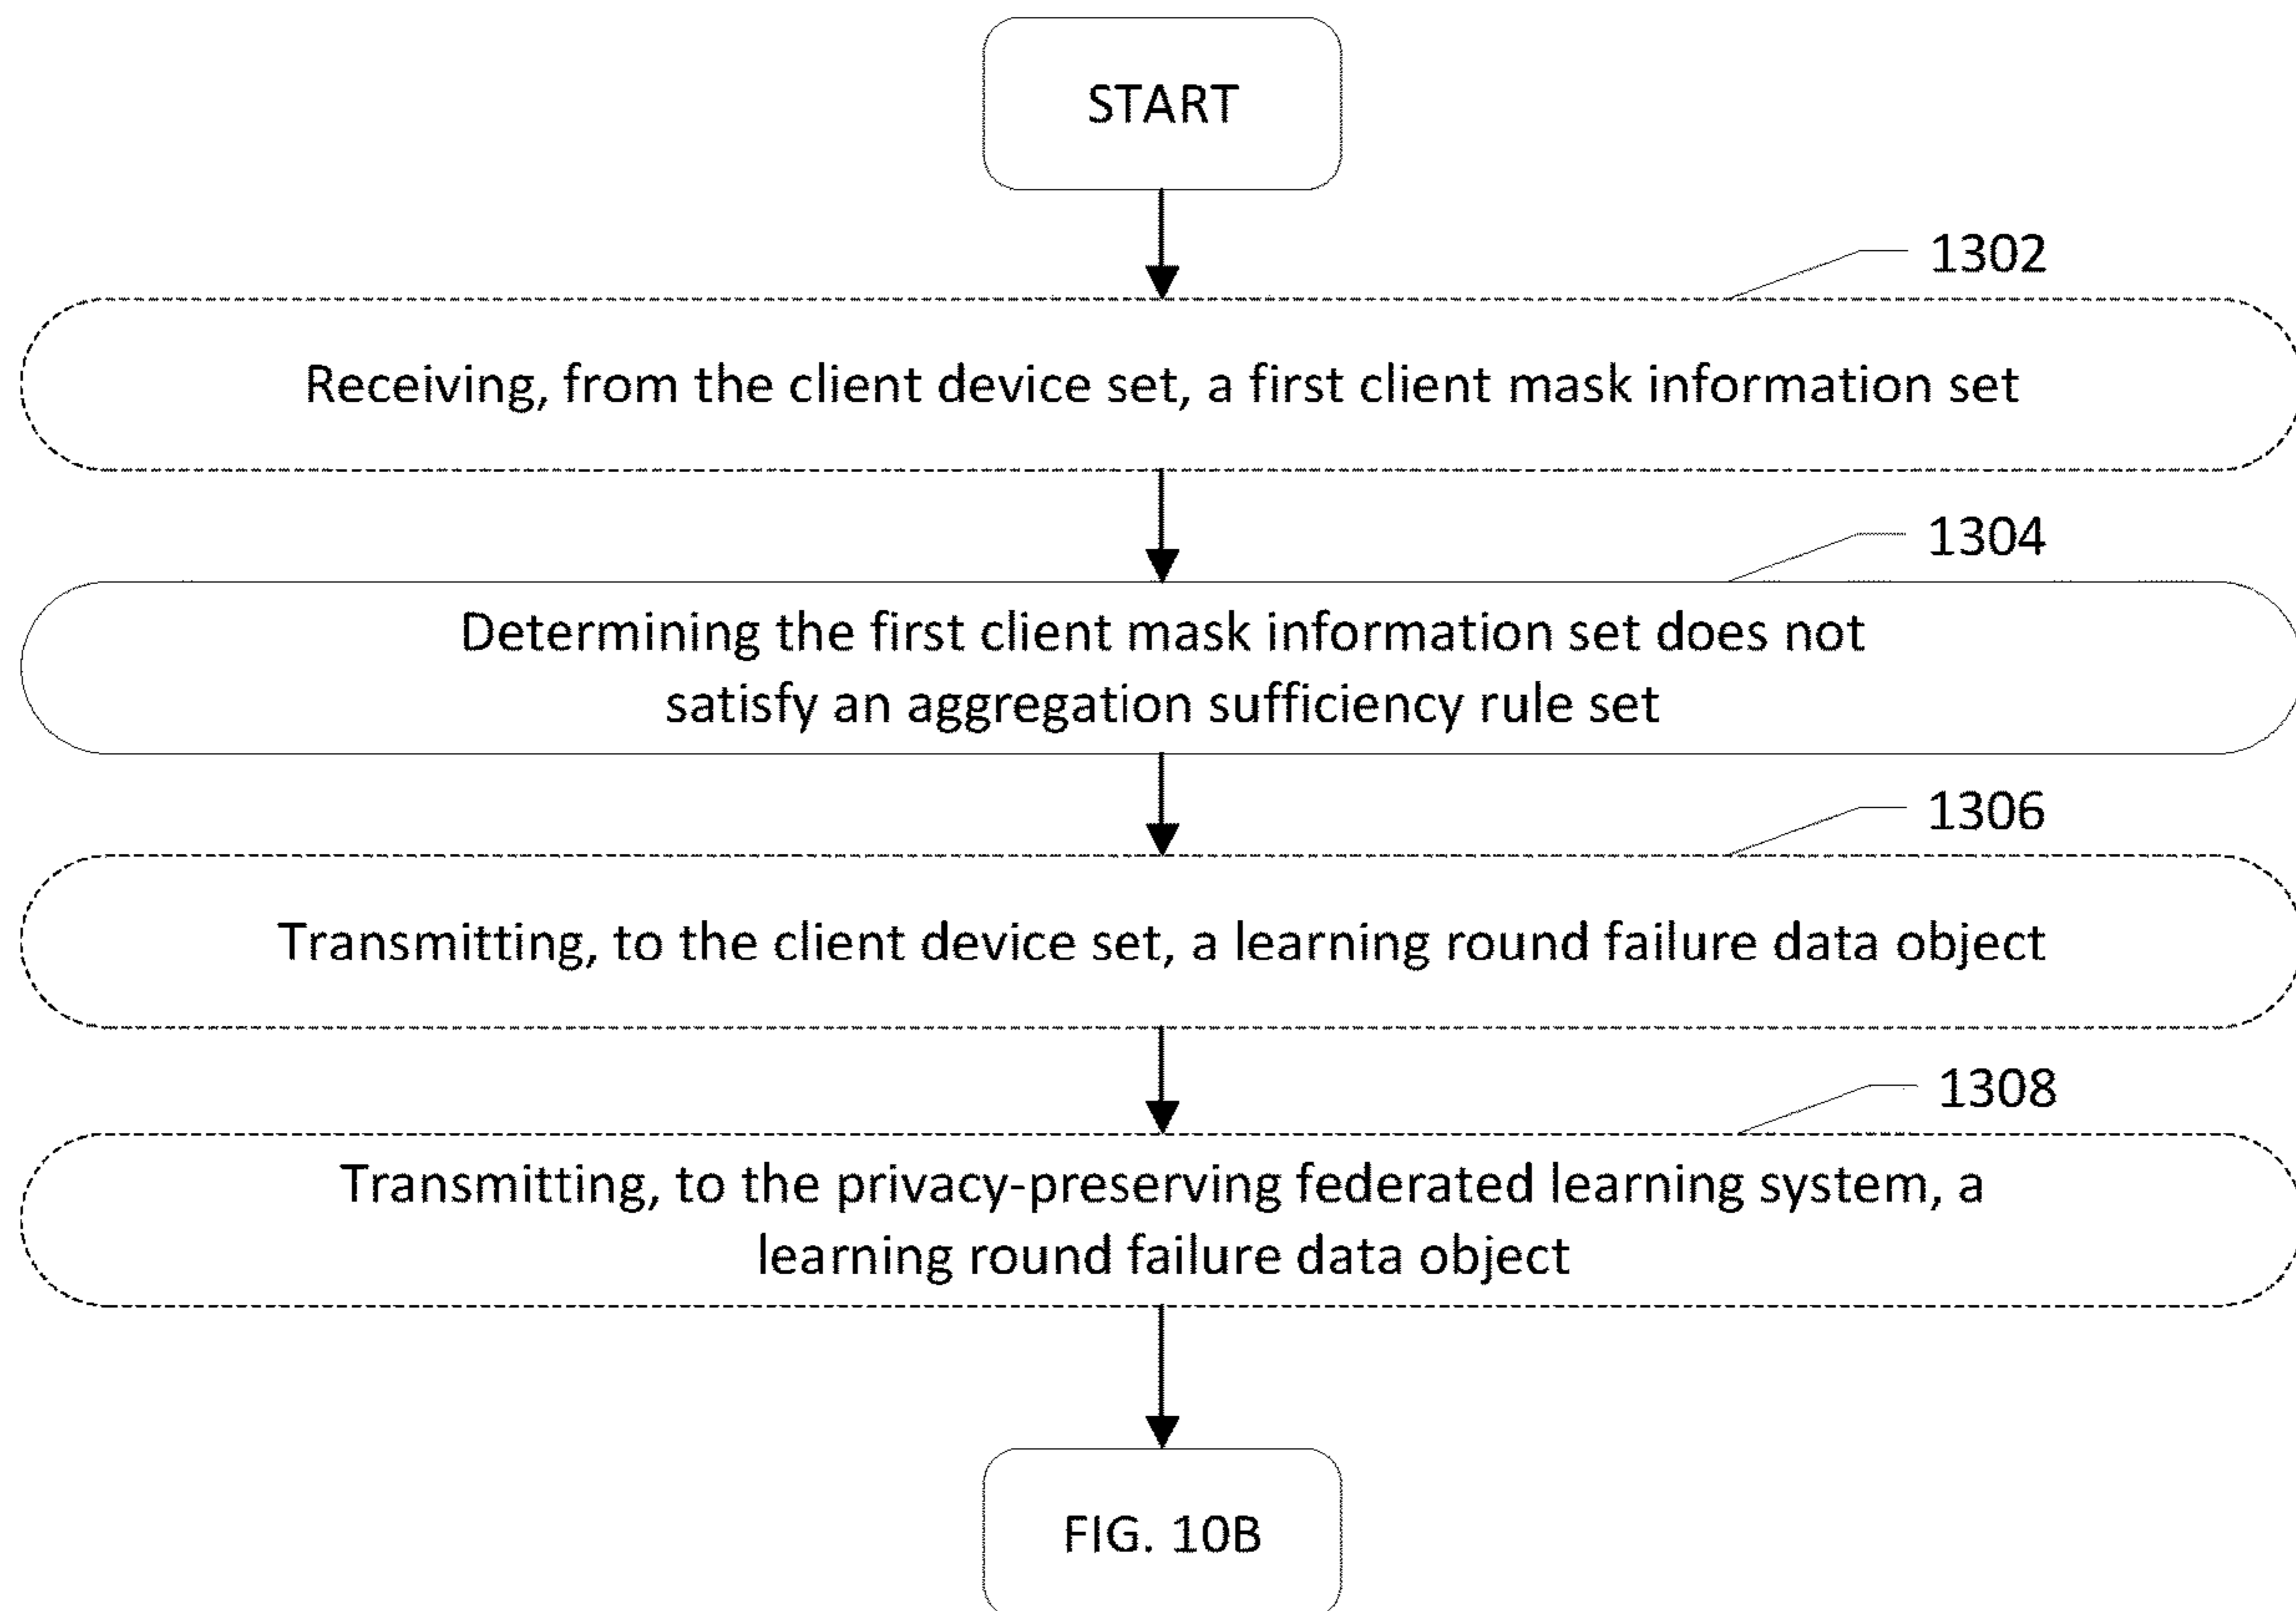 START
1302
Receiving, from the client device set, a first client mask information set
1304
Determining the first client mask information set does not
satisfy an aggregation sufficiency rule set
1306
Transmitting, to the client device set, a learning round failure data object
1308
Transmitting, to the privacy-preserving federated learning system, a
learning round failure data object
FIG. 10B